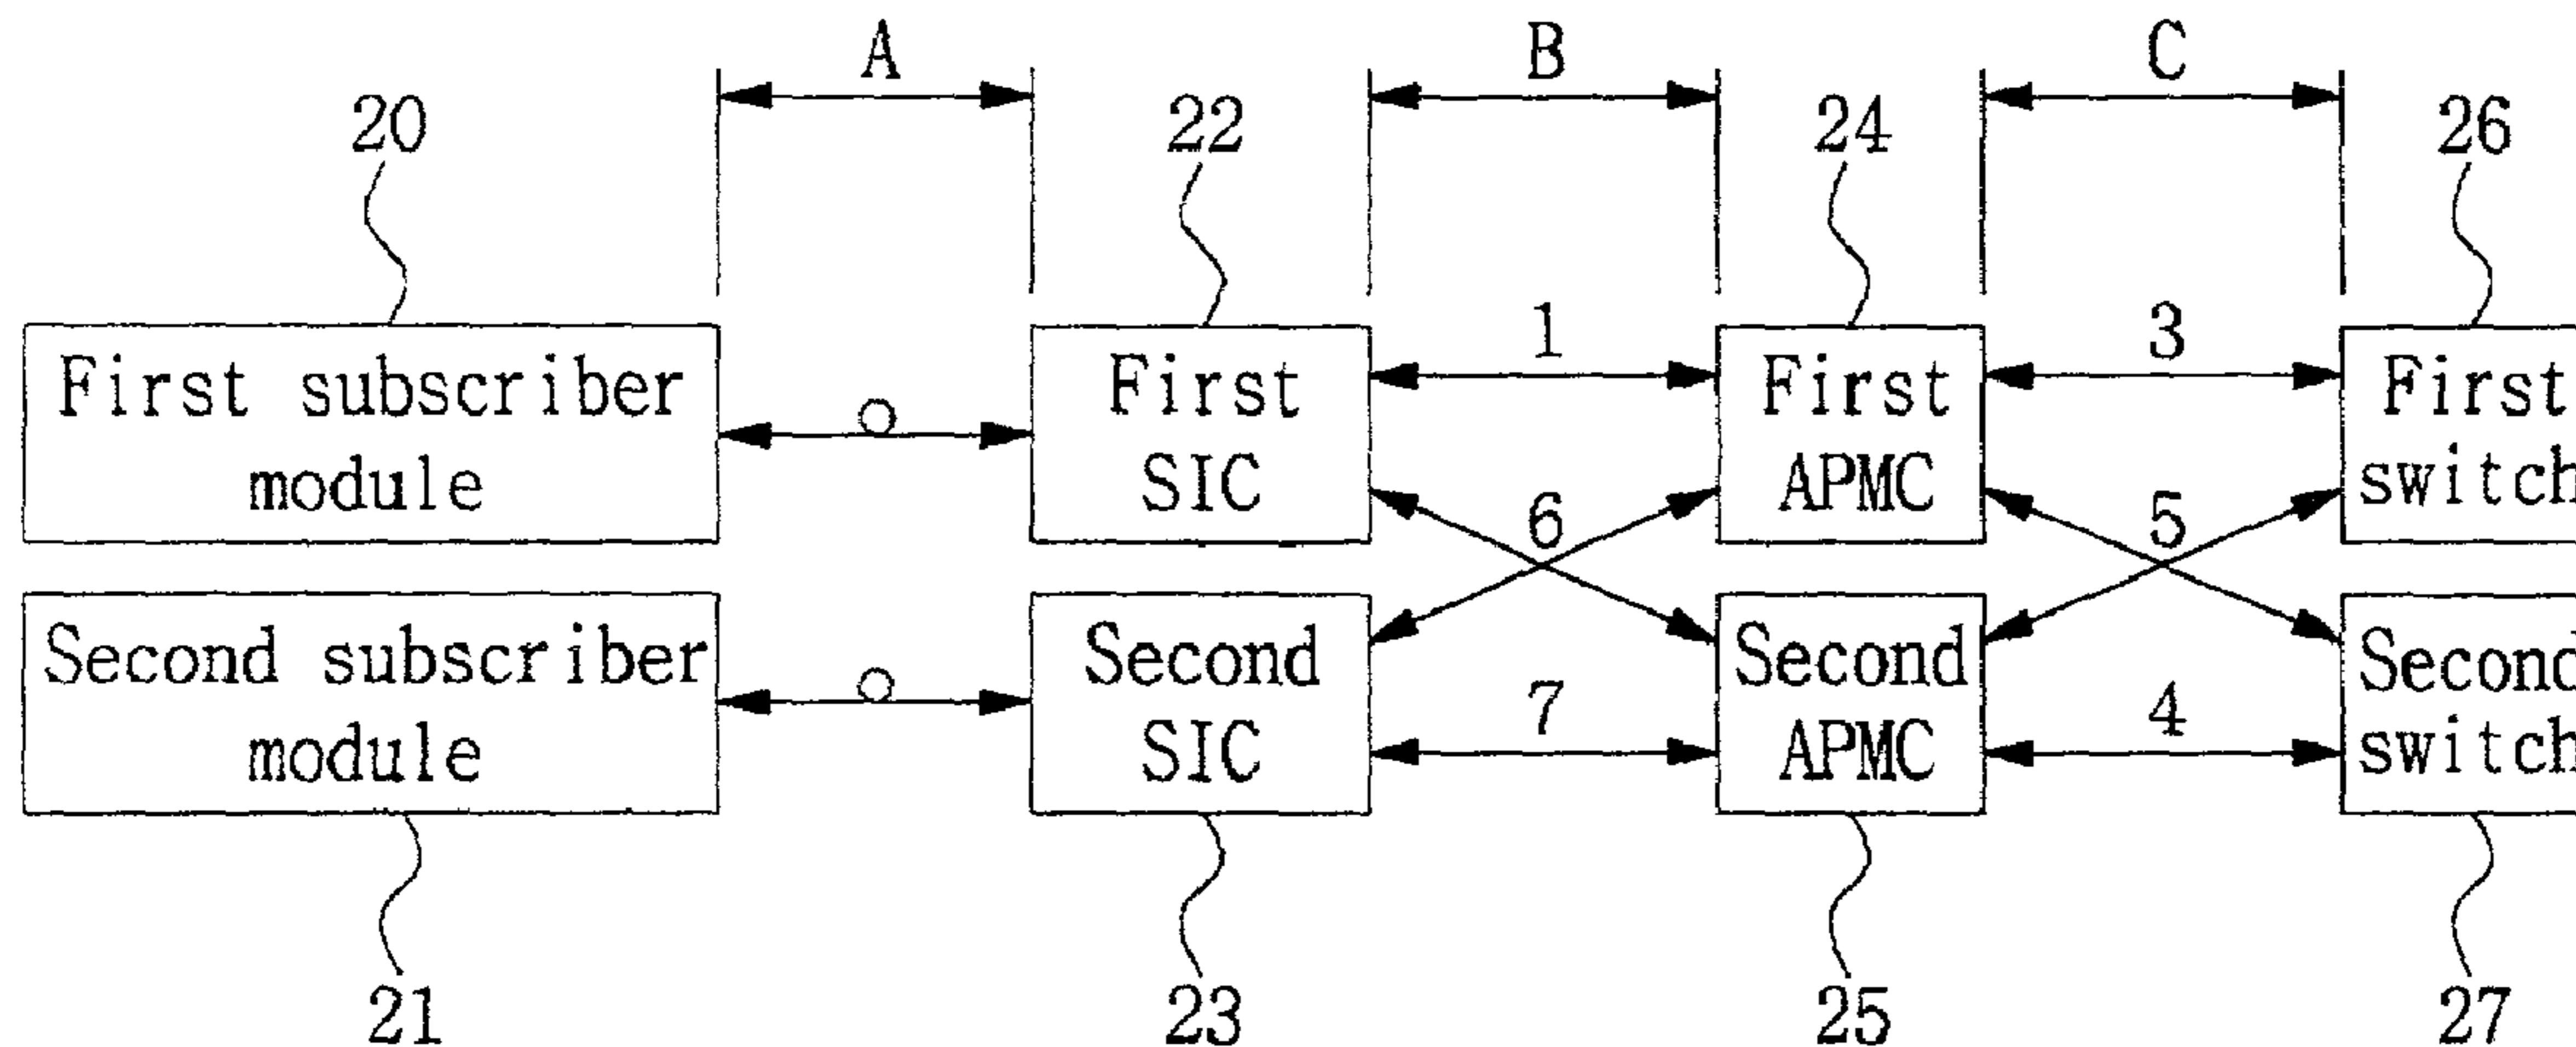 A B C
20 22 24 26
1 3
First subscriber
module
First
SIC
First
APMC
First
switch
6 5
Second subscriber
module
Second
SIC
Second
APMC
Second
switch
7 4
21 23 25 27